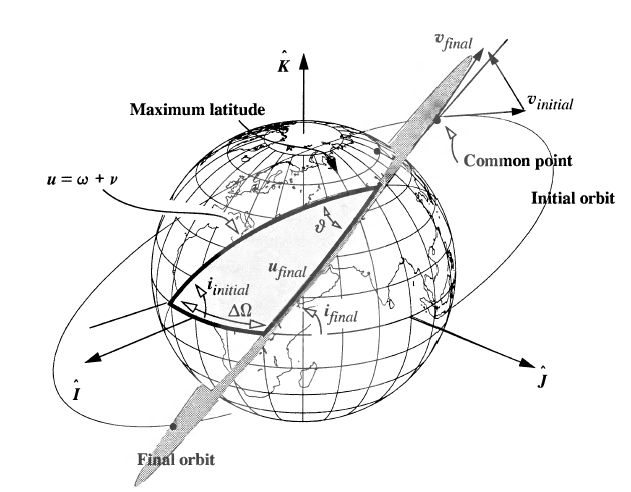 v_final
K̂
v_initial
Maximum latitude
Common point
u = ω + ν
Initial orbit
ϑ
u_final
i_initial
ΔΩ
i_final
Î
Ĵ
Final orbit